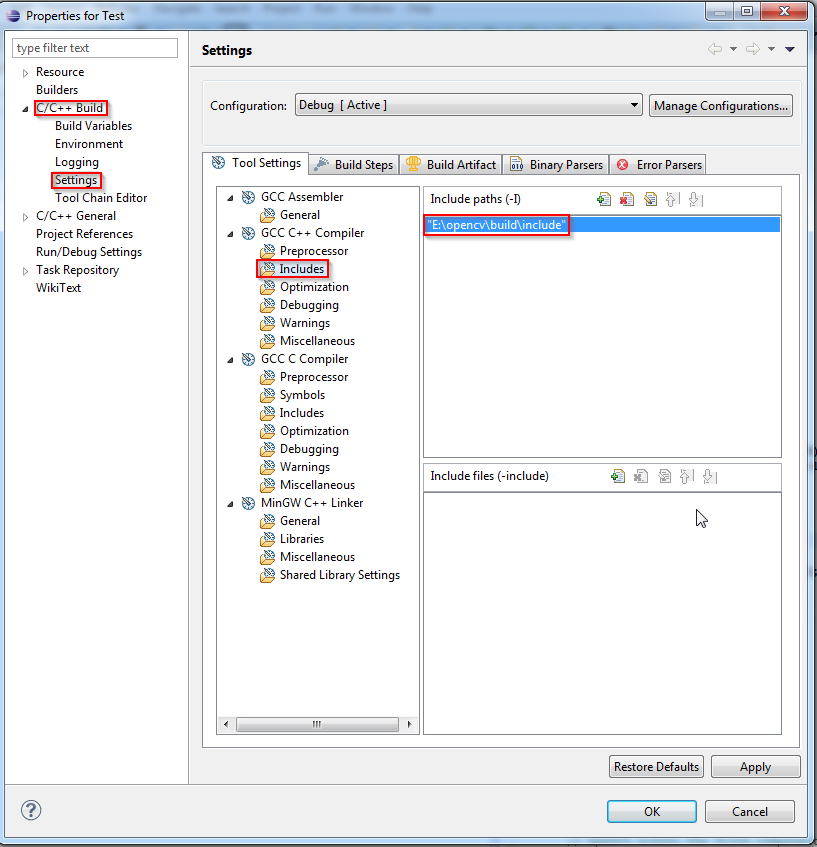 Properties for Test
type filter text
Resource
Builders
C/C++ Build
Build Variables
Environment
Logging
Settings
Tool Chain Editor
C/C++ General
Project References
Run/Debug Settings
Task Repository
WikiText
Settings
Configuration:
Debug [ Active ]
Manage Configurations...
Tool Settings
Build Steps
Build Artifact
Binary Parsers
Error Parsers
GCC Assembler
General
GCC C++ Compiler
Preprocessor
Includes
Optimization
Debugging
Warnings
Miscellaneous
GCC C Compiler
Preprocessor
Symbols
Includes
Optimization
Debugging
Warnings
Miscellaneous
MinGW C++ Linker
General
Libraries
Miscellaneous
Shared Library Settings
Include paths (-I)
"E:\opencv\build\include"
Include files (-include)
Restore Defaults
Apply
OK
Cancel